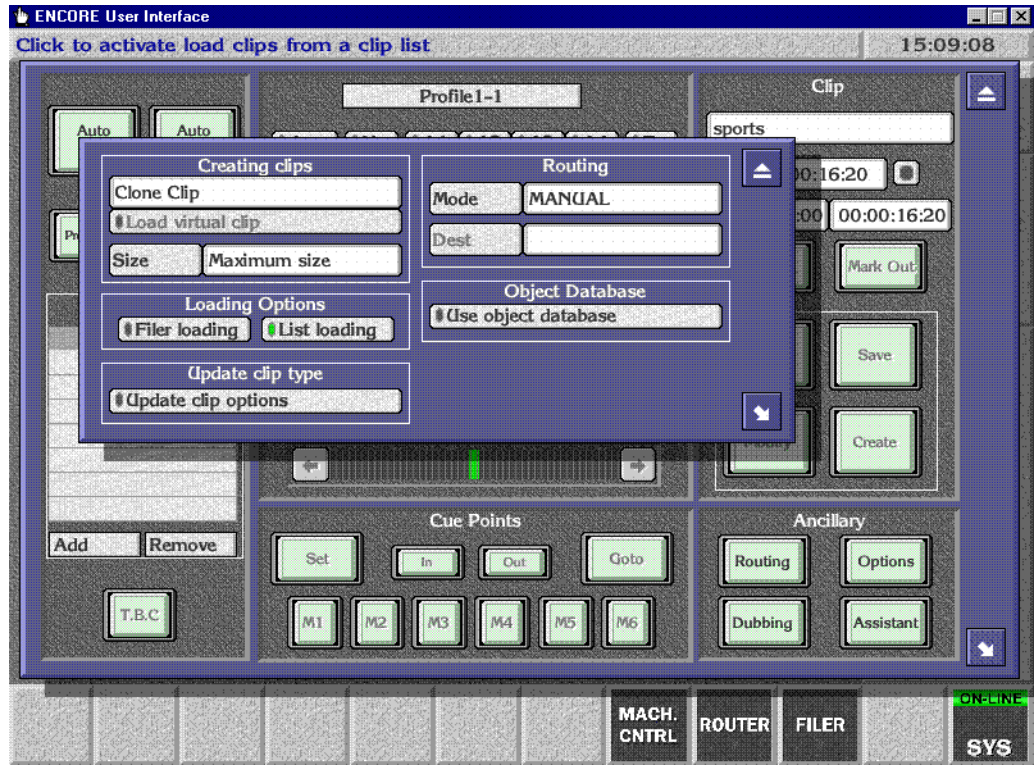 ENCORE User Interface
Click to activate load clips from a clip list 15:09:08
Profile1-1
Clip
Auto Auto
sports
Creating clips
Clone Clip
Load virtual clip
Size Maximum size
Loading Options
Filer loading List loading
Update clip type
Update clip options
Routing
Mode MANUAL
Dest
Object Database
Use object database
0:16:20
:00 00:00:16:20
Mark Out
Save
Create
Add Remove
T.B.C
Cue Points
Set In Out Goto
M1 M2 M3 M4 M5 M6
Ancillary
Routing Options
Dubbing Assistant
MACH. CNTRL ROUTER FILER
ON-LINE
SYS